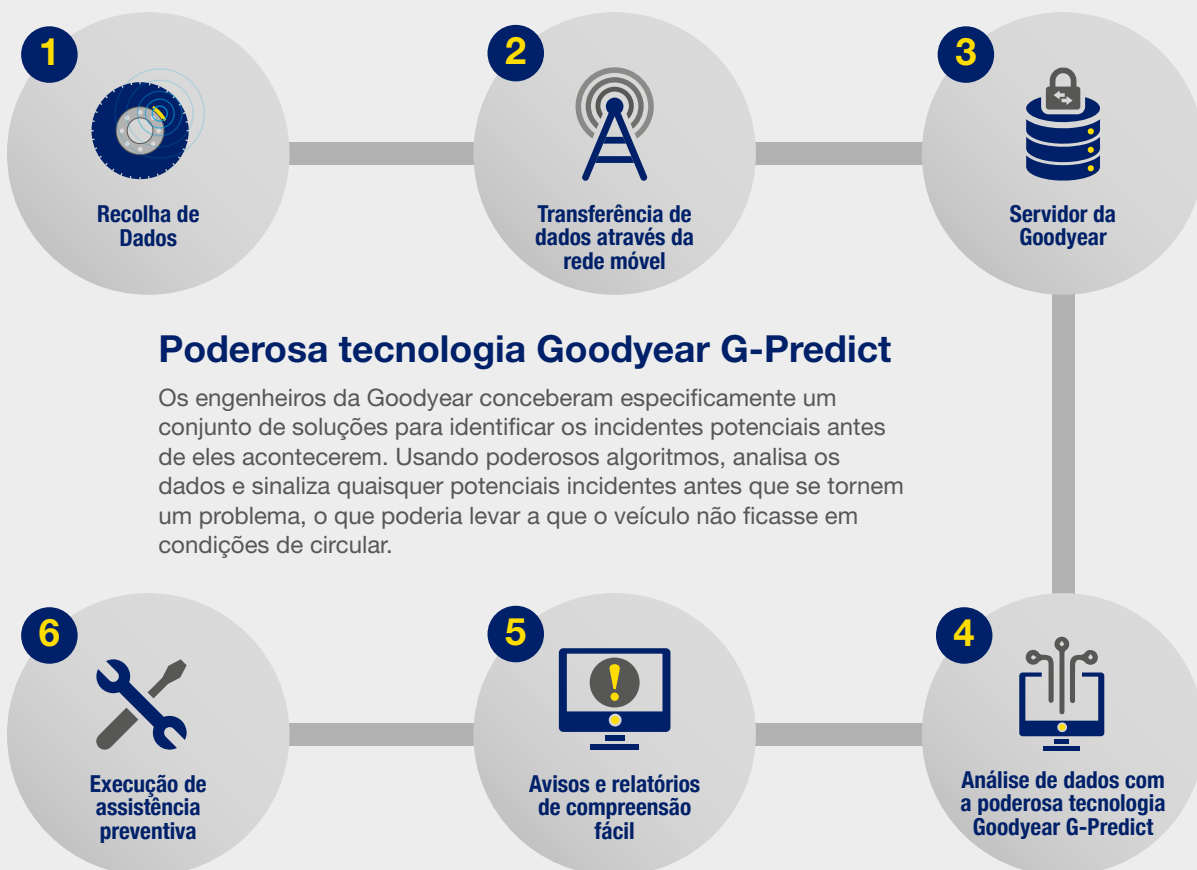 1
Recolha de
Dados
2
Transferência de
dados através da
rede móvel
3
Servidor da
Goodyear
Poderosa tecnologia Goodyear G-Predict
Os engenheiros da Goodyear conceberam especificamente um
conjunto de soluções para identificar os incidentes potenciais antes
de eles acontecerem. Usando poderosos algoritmos, analisa os
dados e sinaliza quaisquer potenciais incidentes antes que se tornem
um problema, o que poderia levar a que o veículo não ficasse em
condições de circular.
4
Análise de dados com
a poderosa tecnologia
Goodyear G-Predict
5
Avisos e relatórios
de compreensão
fácil
6
Execução de
assistência
preventiva